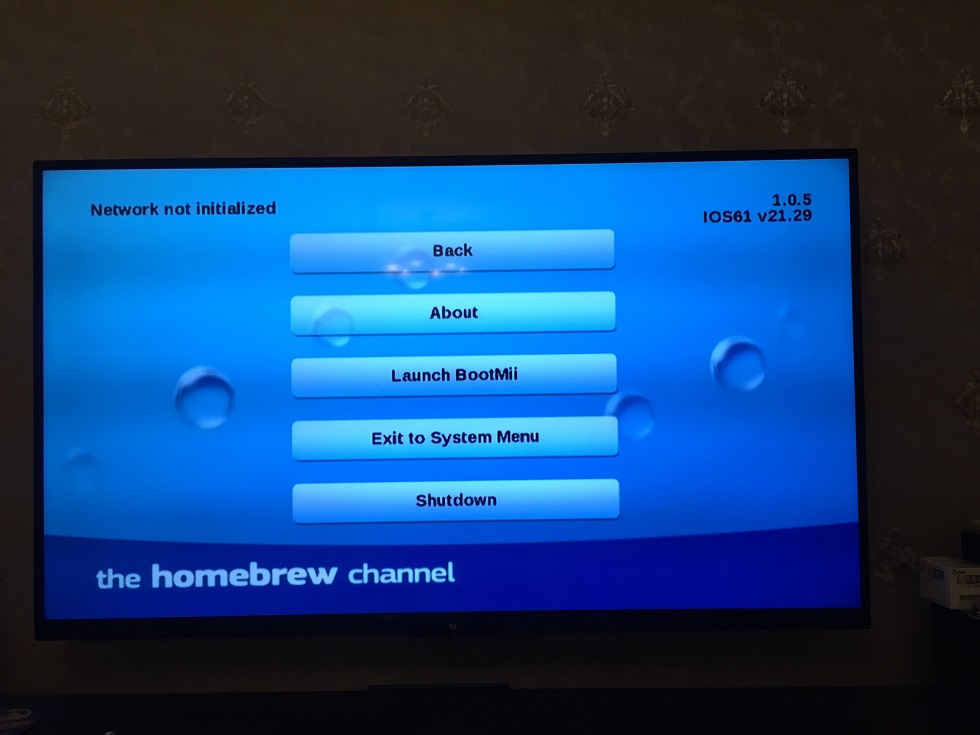 Network not initialized
1.0.5
IOS61 v21.29
Back
About
Launch BootMii
Exit to System Menu
Shutdown
the homebrew channel